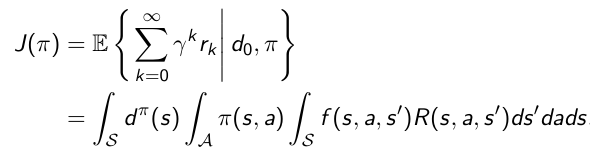 J(π) = 𝔼 { ∑_{k=0}^{∞} γ^k r_k | d_0, π }
= ∫_𝒮 d^π(s) ∫_𝒜 π(s, a) ∫_𝒮 f(s, a, s′)R(s, a, s′)ds′dads.